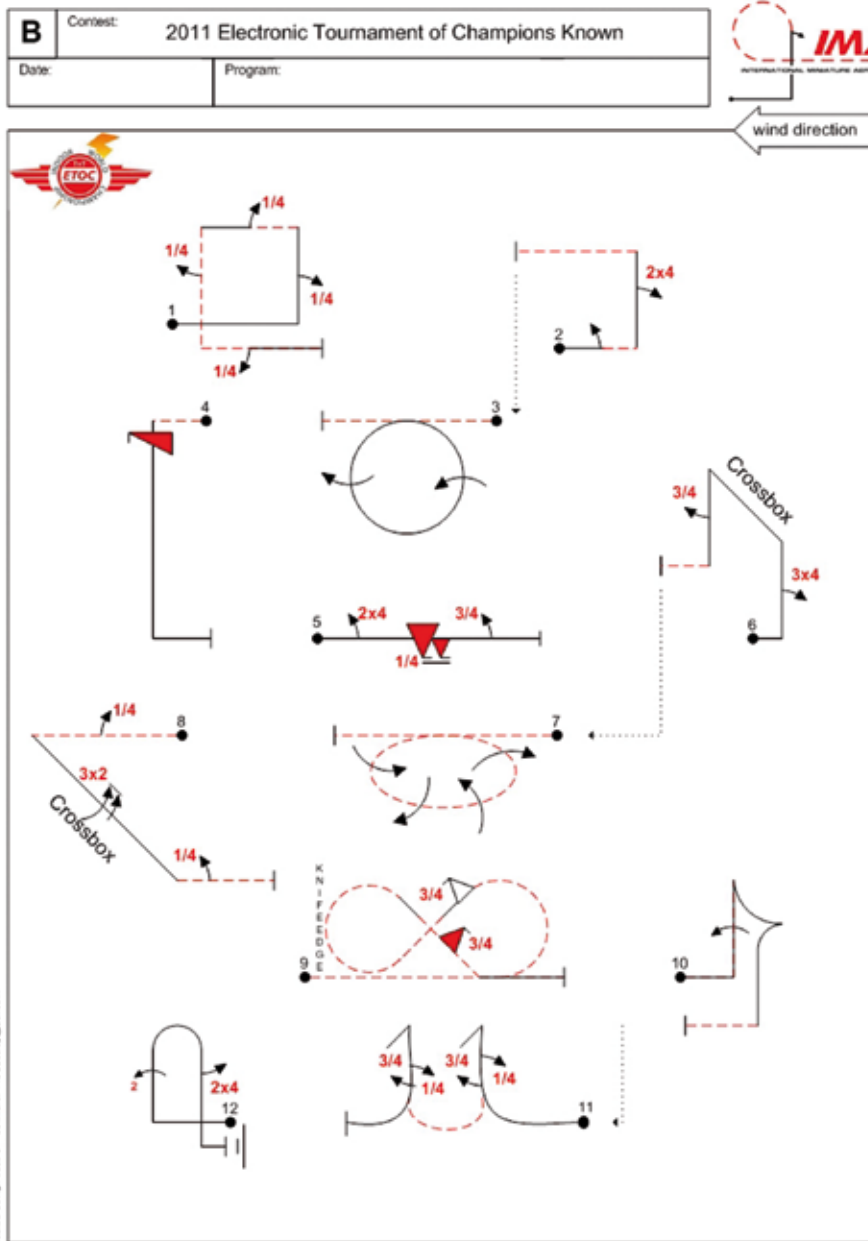 B
Contest:
2011 Electronic Tournament of Champions Known
Date:
Program:
wind direction
ETOC
1/4
1/4
1/4
1
1/4
2x4
2
4
3
Crossbox
3/4
3x4
6
5
2x4
3/4
1/4
8
1/4
3x2
Crossbox
1/4
7
KNIFEEDGE
3/4
3/4
9
10
2
2x4
12
3/4
1/4
3/4
1/4
11